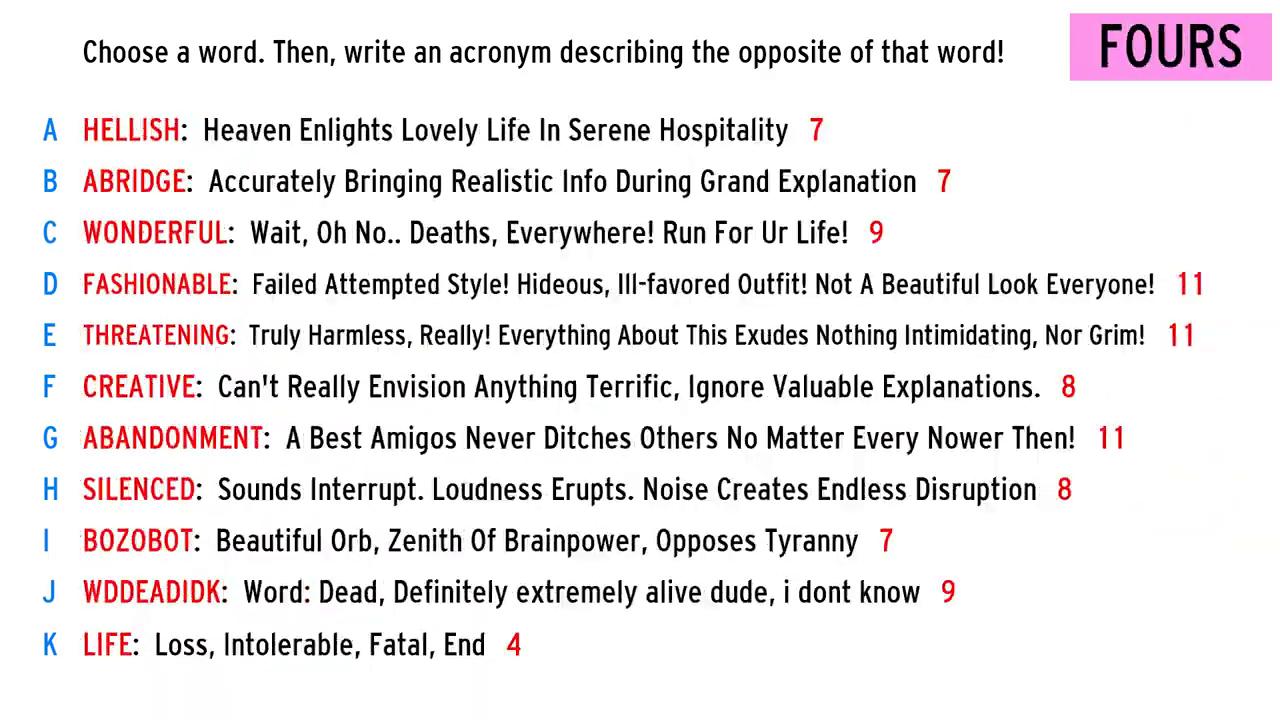 Choose a word. Then, write an acronym describing the opposite of that word!
FOURS
A HELLISH: Heaven Enlights Lovely Life In Serene Hospitality 7
B ABRIDGE: Accurately Bringing Realistic Info During Grand Explanation 7
C WONDERFUL: Wait, Oh No.. Deaths, Everywhere! Run For Ur Life! 9
D FASHIONABLE: Failed Attempted Style! Hideous, Ill-favored Outfit! Not A Beautiful Look Everyone! 11
E THREATENING: Truly Harmless, Really! Everything About This Exudes Nothing Intimidating, Nor Grim! 11
F CREATIVE: Can't Really Envision Anything Terrific, Ignore Valuable Explanations. 8
G ABANDONMENT: A Best Amigos Never Ditches Others No Matter Every Nower Then! 11
H SILENCED: Sounds Interrupt. Loudness Erupts. Noise Creates Endless Disruption 8
I BOZOBOT: Beautiful Orb, Zenith Of Brainpower, Opposes Tyranny 7
J WDDEADIDK: Word: Dead, Definitely extremely alive dude, i dont know 9
K LIFE: Loss, Intolerable, Fatal, End 4